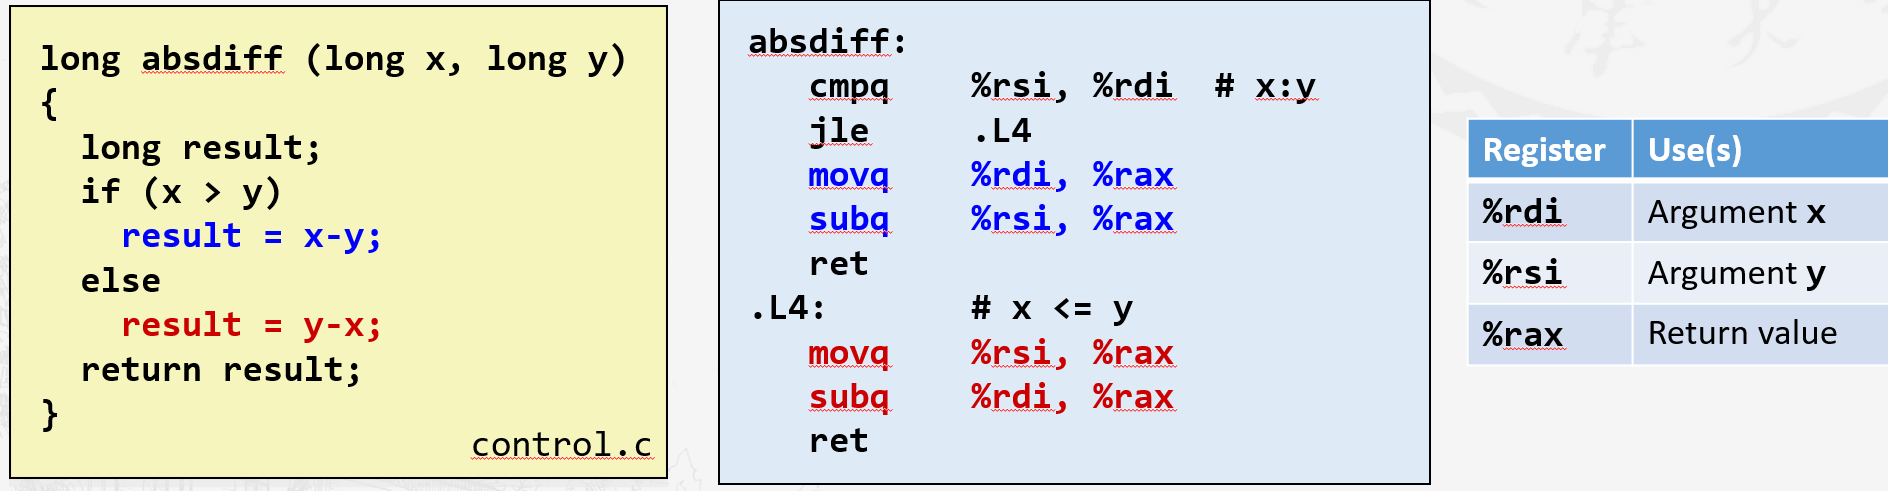 long absdiff (long x, long y)
{
  long result;
  if (x > y)
    result = x-y;
  else
    result = y-x;
  return result;
}
control.c
absdiff:
   cmpq    %rsi, %rdi  # x:y
   jle     .L4
   movq    %rdi, %rax
   subq    %rsi, %rax
   ret
.L4:       # x <= y
   movq    %rsi, %rax
   subq    %rdi, %rax
   ret
Register Use(s)
%rdi Argument x
%rsi Argument y
%rax Return value